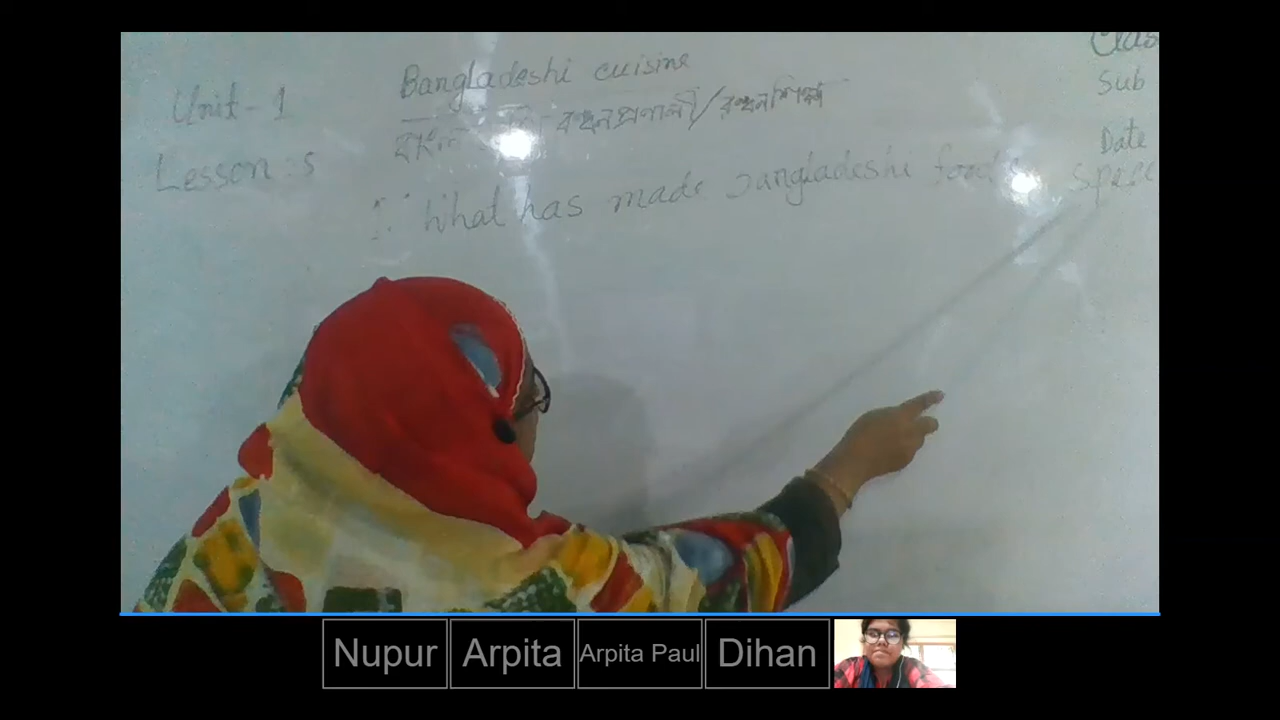 Unit - 1
Bangladeshi cuisine
রন্ধনপ্রণালী/রন্ধনশিল্প
Lesson : 5
Sub
Date
What has made Bangladeshi
Nupur
Arpita
Arpita Paul
Dihan